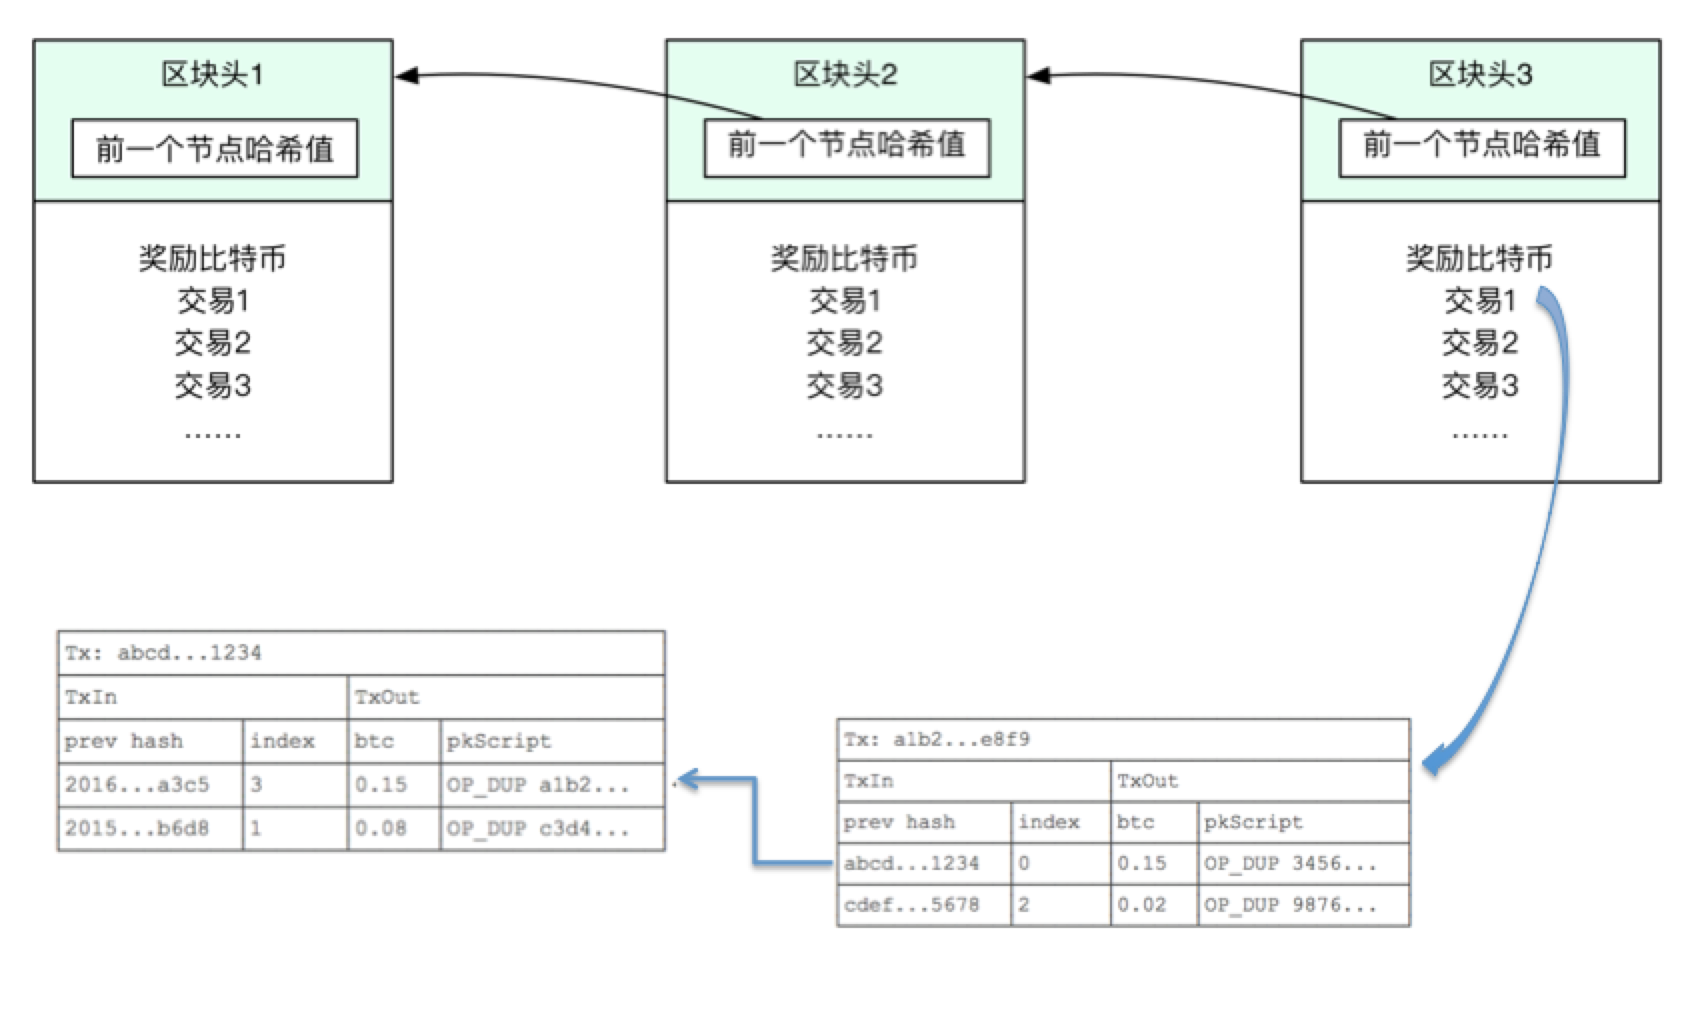 区块头1
前一个节点哈希值
奖励比特币
交易1
交易2
交易3
......
区块头2
前一个节点哈希值
奖励比特币
交易1
交易2
交易3
......
区块头3
前一个节点哈希值
奖励比特币
交易1
交易2
交易3
......
Tx: abcd...1234
TxIn TxOut
prev hash index btc pkScript
2016...a3c5 3 0.15 OP_DUP a1b2...
2015...b6d8 1 0.08 OP_DUP c3d4...
Tx: a1b2...e8f9
TxIn TxOut
prev hash index btc pkScript
abcd...1234 0 0.15 OP_DUP 3456...
cdef...5678 2 0.02 OP_DUP 9876...